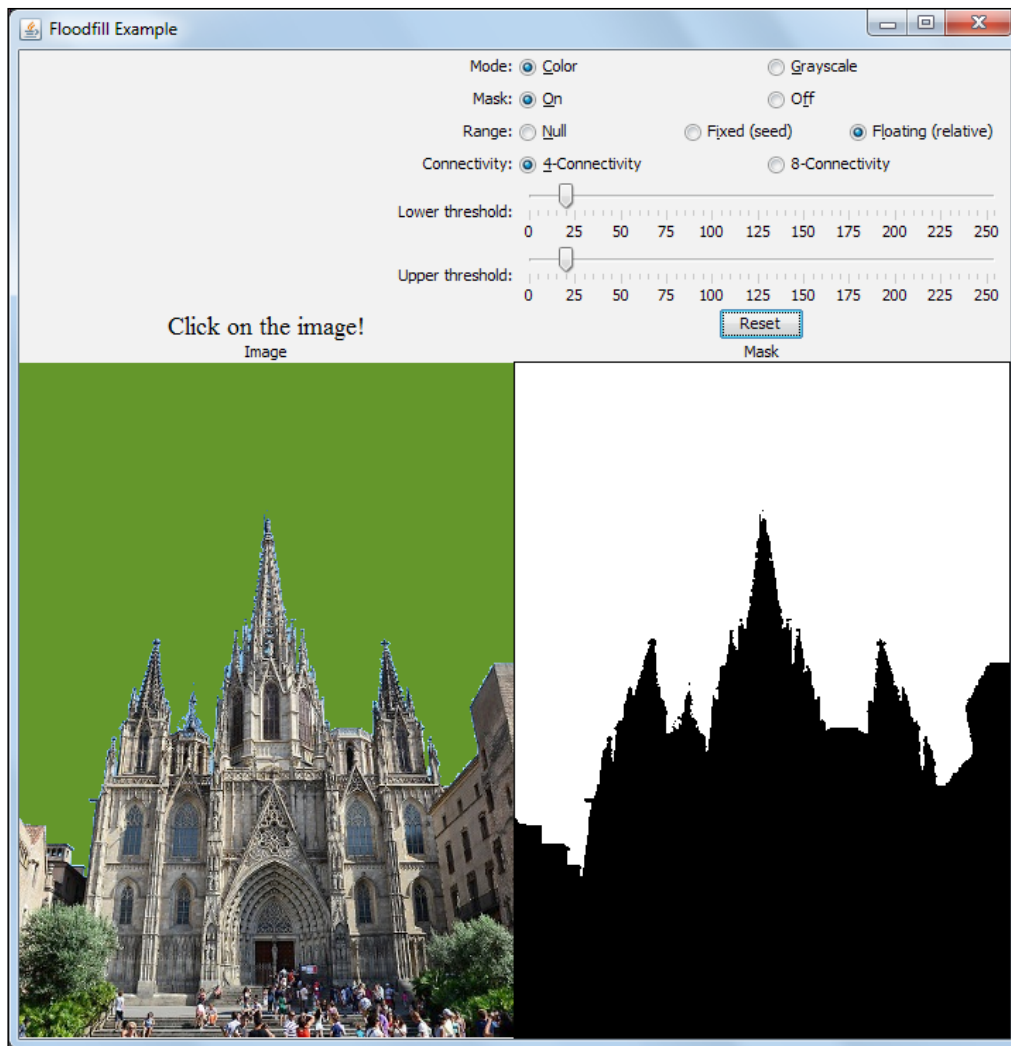 Floodfill Example
Mode: Color Grayscale
Mask: On Off
Range: Null Fixed (seed) Floating (relative)
Connectivity: 4-Connectivity 8-Connectivity
Lower threshold:
0 25 50 75 100 125 150 175 200 225 250
Upper threshold:
0 25 50 75 100 125 150 175 200 225 250
Click on the image! Reset
Image Mask